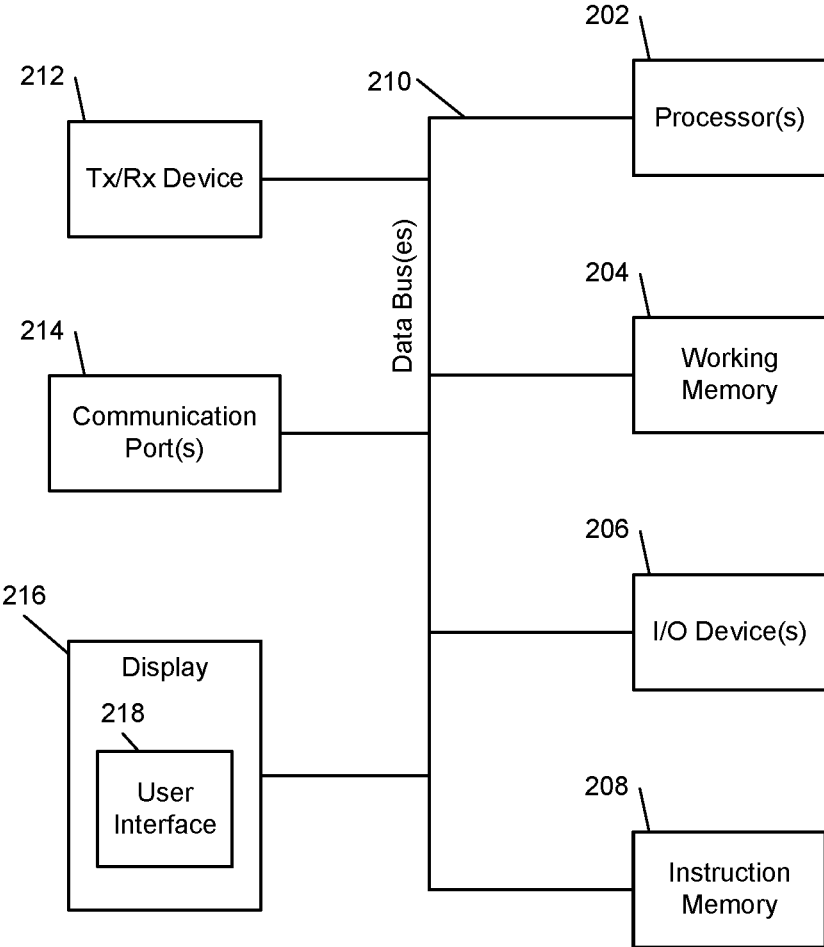 202
212
210
Processor(s)
Tx/Rx Device
Data Bus(es)
204
214
Working
Memory
Communication
Port(s)
206
216
I/O Device(s)
Display
218
User
Interface
208
Instruction
Memory